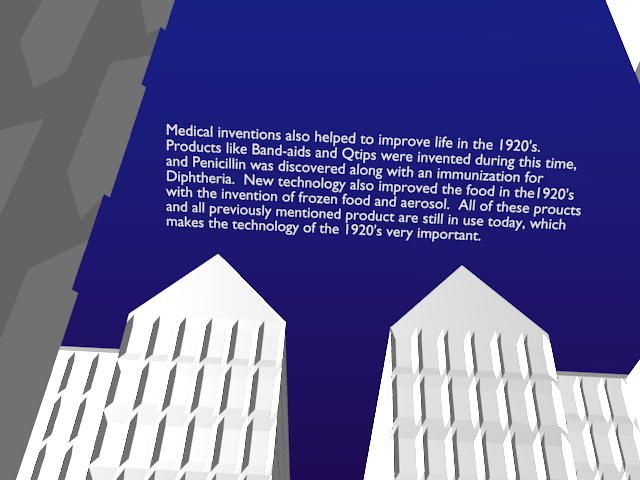 Medical inventions also helped to improve life in the 1920's.
Products like Band-aids and Qtips were invented during this time,
and Penicillin was discovered along with an immunization for
Diphtheria.  New technology also improved the food in the1920's
with the invention of frozen food and aerosol.  All of these proucts
and all previously mentioned product are still in use today, which
makes the technology of the 1920's very important.